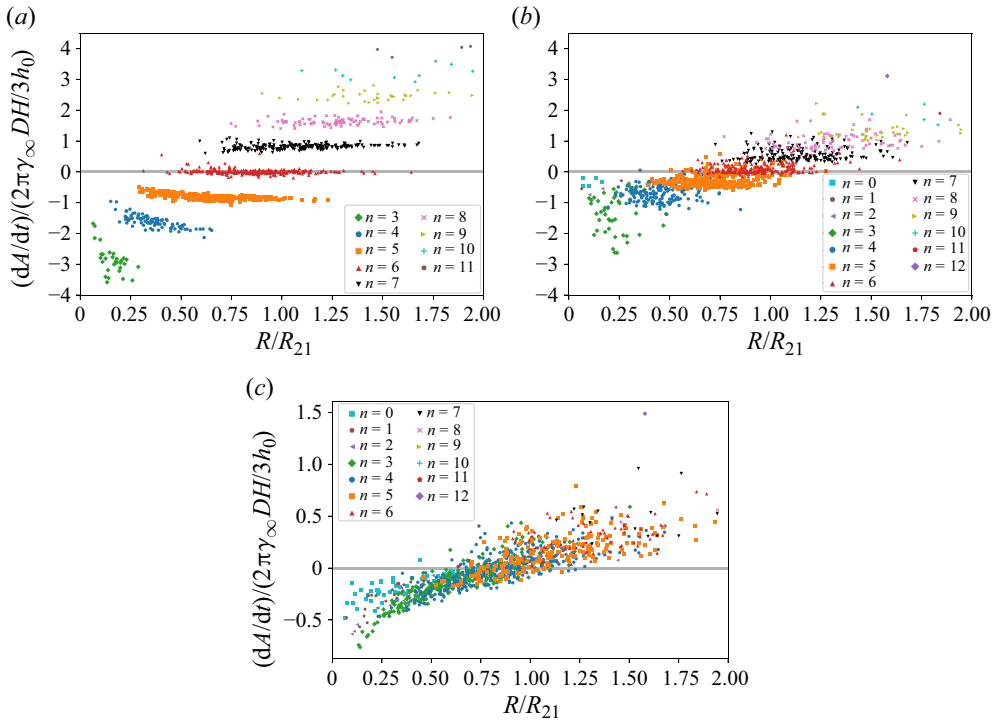 (a)
(dA/dt)/(2πγ∞ DH/3h0)
4
3
2
1
0
−1
−2
−3
−4
0 0.25 0.50 0.75 1.00 1.25 1.50 1.75 2.00
R/R21
n = 3
n = 4
n = 5
n = 6
n = 7
n = 8
n = 9
n = 10
n = 11
(b)
4
3
2
1
0
−1
−2
−3
−4
0 0.25 0.50 0.75 1.00 1.25 1.50 1.75 2.00
R/R21
n = 0
n = 1
n = 2
n = 3
n = 4
n = 5
n = 6
n = 7
n = 8
n = 9
n = 10
n = 11
n = 12
(c)
(dA/dt)/(2πγ∞ DH/3h0)
1.5
1.0
0.5
0
−0.5
0 0.25 0.50 0.75 1.00 1.25 1.50 1.75 2.00
R/R21
n = 0
n = 1
n = 2
n = 3
n = 4
n = 5
n = 6
n = 7
n = 8
n = 9
n = 10
n = 11
n = 12